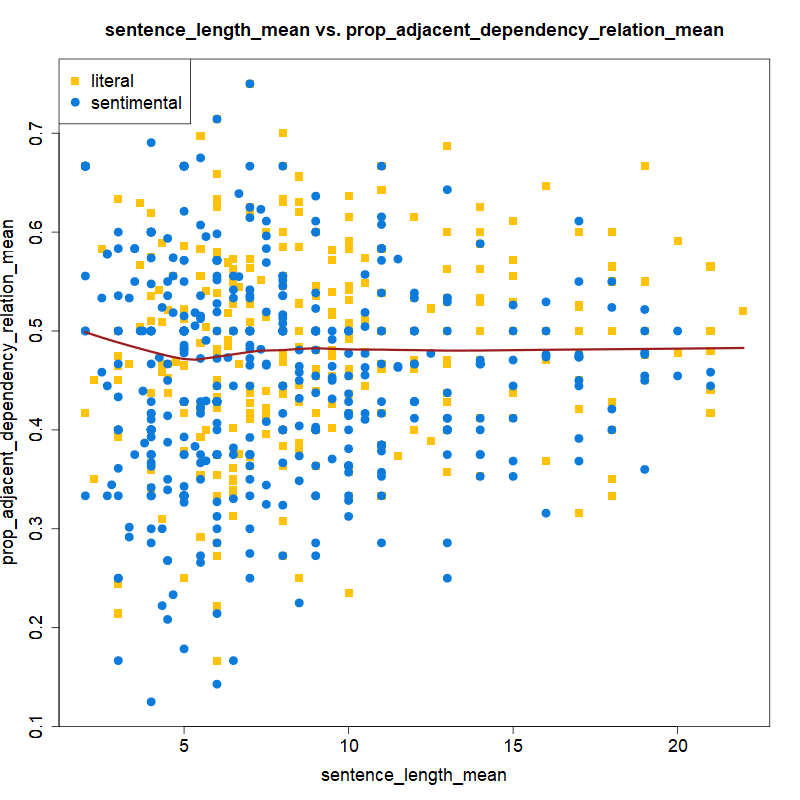 sentence_length_mean vs. prop_adjacent_dependency_relation_mean
literal
sentimental
prop_adjacent_dependency_relation_mean
0.7
0.6
0.5
0.4
0.3
0.2
0.1
5 10 15 20
sentence_length_mean